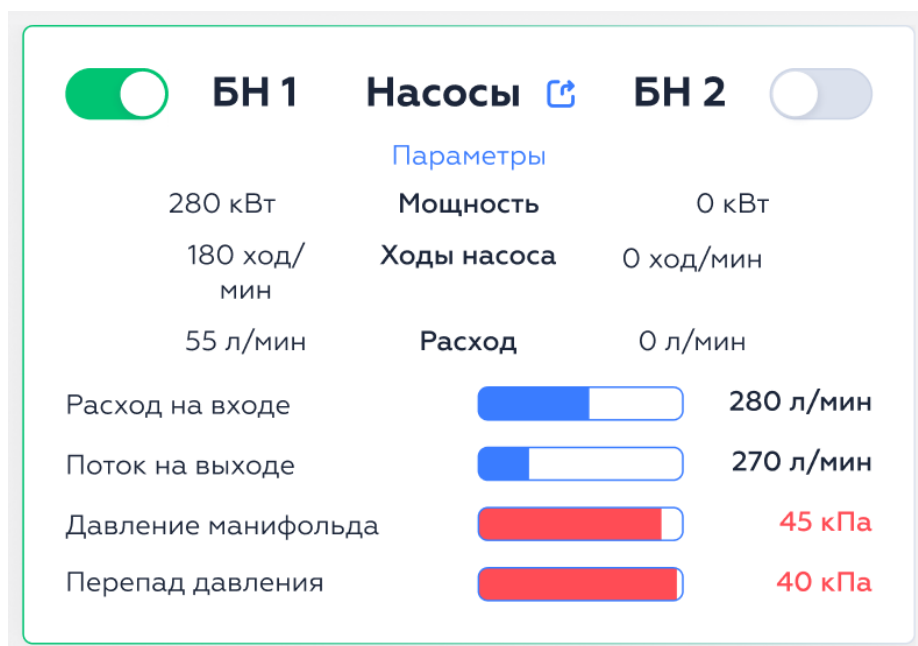 БН 1 Насосы БН 2
Параметры
280 кВт Мощность 0 кВт
180 ход/ Ходы насоса 0 ход/мин
мин
55 л/мин Расход 0 л/мин
Расход на входе 280 л/мин
Поток на выходе 270 л/мин
Давление манифольда 45 кПа
Перепад давления 40 кПа